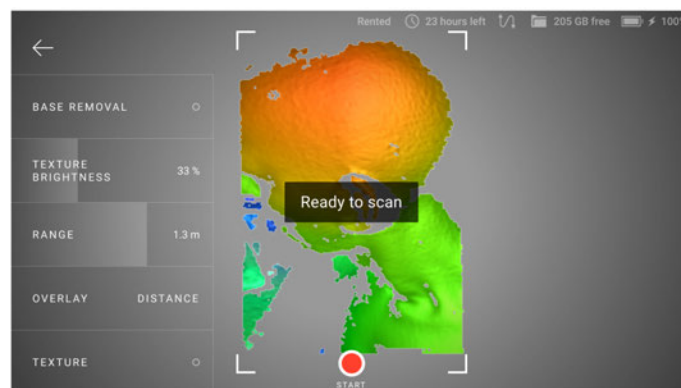 Rented 23 hours left 205 GB free 100%
BASE REMOVAL
TEXTURE
BRIGHTNESS 33 %
RANGE 1.3 m
OVERLAY DISTANCE
TEXTURE
Ready to scan
START